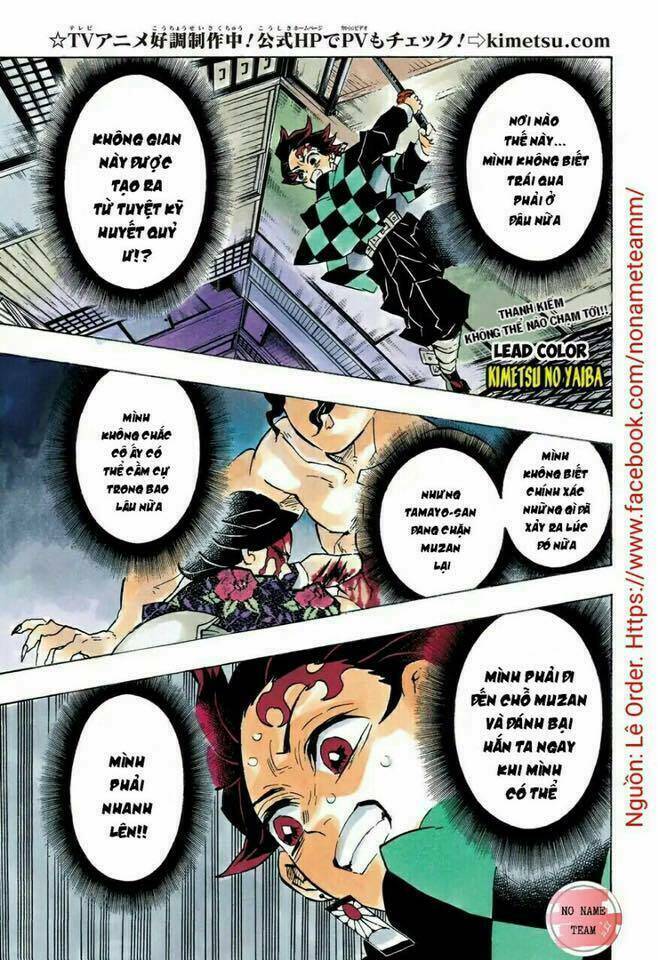 ☆TVアニメ好調制作中!公式HPでPVもチェック!⇨kimetsu.com
NƠI NÀO
THẾ NÀY...
MÌNH KHÔNG BIẾT
TRÁI QUA
PHẢI Ở
ĐÂU NỮA
KHÔNG GIAN
NÀY ĐƯỢC
TẠO RA
TỪ TUYỆT KỸ
HUYẾT QUỶ
Ư!?
THANH KIẾM
KHÔNG THỂ NÀO CHẠM TỚI!!
LEAD COLOR
KIMETSU NO YAIBA
MÌNH
KHÔNG BIẾT
CHÍNH XÁC
NHỮNG GÌ ĐÃ
XẢY RA LÚC
ĐÓ NỮA
NHƯNG
TAMAYO-SAN
ĐANG CHẶN
MUZAN
LẠI
MÌNH
KHÔNG CHẮC
CÔ ẤY CÓ
THỂ CẦM CỰ
TRONG BAO
LÂU NỮA
MÌNH PHẢI ĐI
ĐẾN CHỖ MUZAN
VÀ ĐÁNH BẠI
HẮN TA NGAY
KHI MÌNH
CÓ THỂ
MÌNH
PHẢI
NHANH
LÊN!!
Nguồn: Lê Order. Https://www.facebook.com/nonameteamm/
NO NAME
TEAM